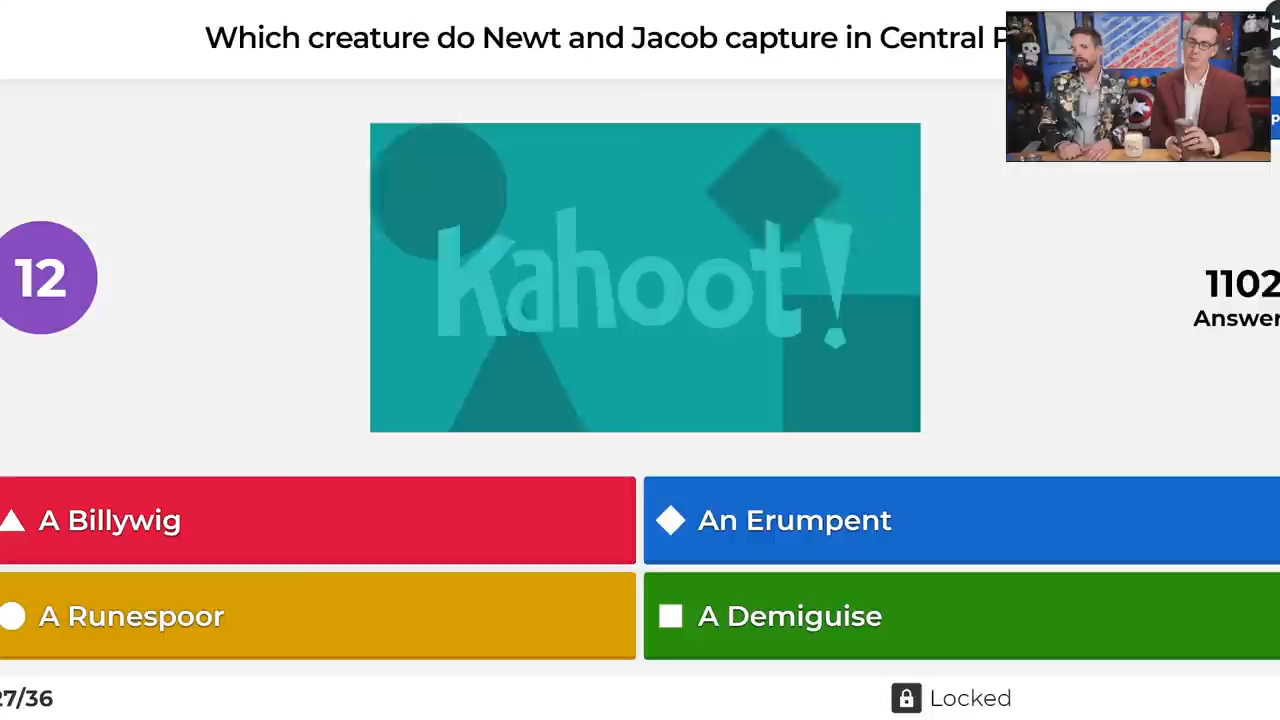 Which creature do Newt and Jacob capture in Central P
12
Kahoot!
1102
Answer
A Billywig
An Erumpent
A Runespoor
A Demiguise
27/36
Locked